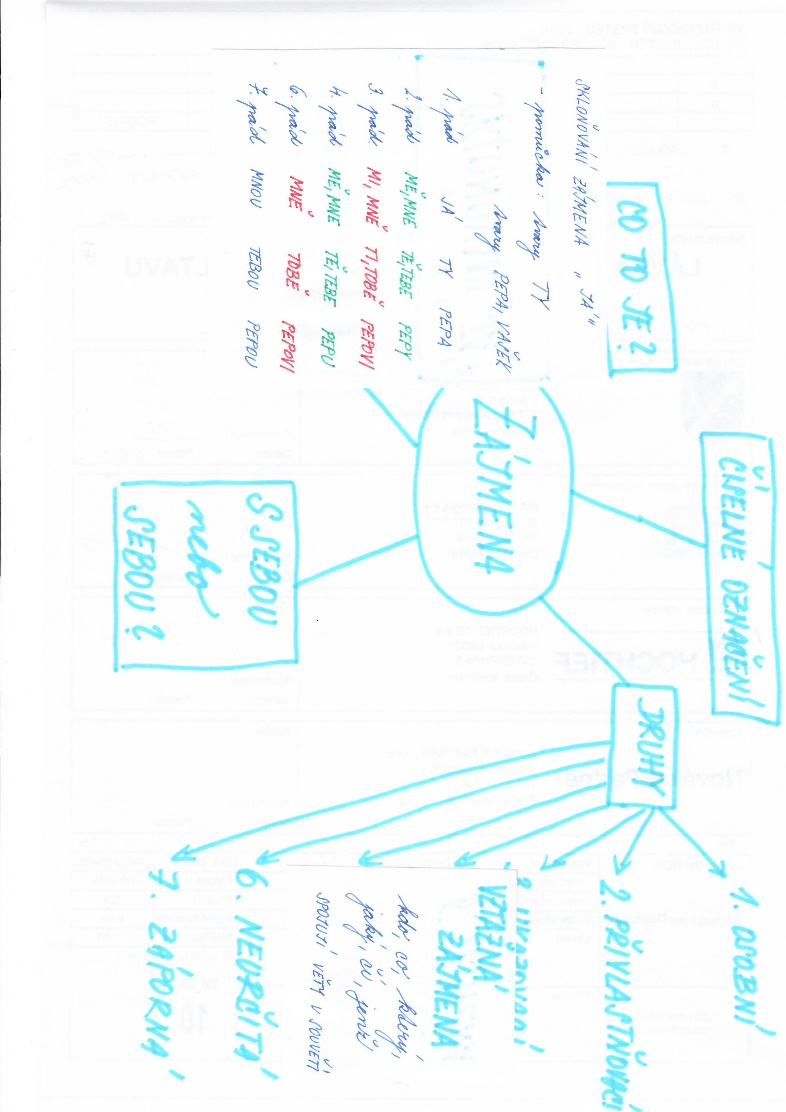 SKLOŇOVÁNÍ ZÁJMENA „JÁ"
- pomůcka: vzory TY
vzory PEPA, VAŠEK
1. pád JÁ TY PEPA
2. pád MĚ, MNE TĚ, TEBE PEPY
3. pád MI, MNĚ TI, TOBĚ PEPOVI
4. pád MĚ, MNE TĚ, TEBE PEPU
6. pád MNĚ TOBĚ PEPOVI
7. pád MNOU TEBOU PEPOU
CO TO JE?
ZÁJMENA
ČÍSELNÉ OZNAČENÍ
S SEBOU
nebo
SEBOU?
DRUHY
1. OSOBNÍ
2. PŘIVLASTŇOVACÍ
VZTAŽNÁ
ZÁJMENA
kdo, co, který,
jaký, čí, jenž,
SPOJUJÍ VĚTY V SOUVĚTÍ
6. NEURČITÁ
7. ZÁPORNÁ